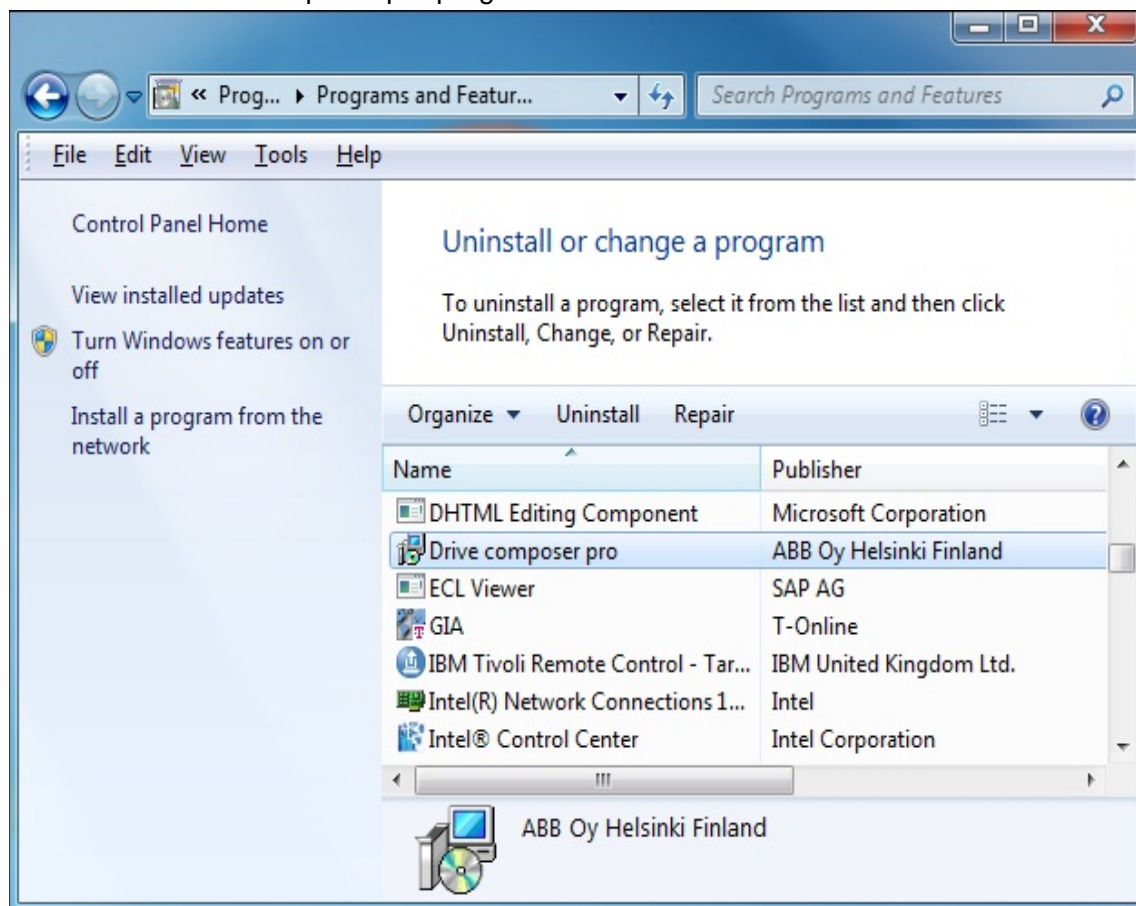 « Prog... ▸ Programs and Featur...
Search Programs and Features
File Edit View Tools Help
Control Panel Home
View installed updates
Turn Windows features on or
off
Install a program from the
network
Uninstall or change a program
To uninstall a program, select it from the list and then click
Uninstall, Change, or Repair.
Organize Uninstall Repair
Name Publisher
DHTML Editing Component Microsoft Corporation
Drive composer pro ABB Oy Helsinki Finland
ECL Viewer SAP AG
GIA T-Online
IBM Tivoli Remote Control - Tar... IBM United Kingdom Ltd.
Intel(R) Network Connections 1... Intel
Intel® Control Center Intel Corporation
ABB Oy Helsinki Finland